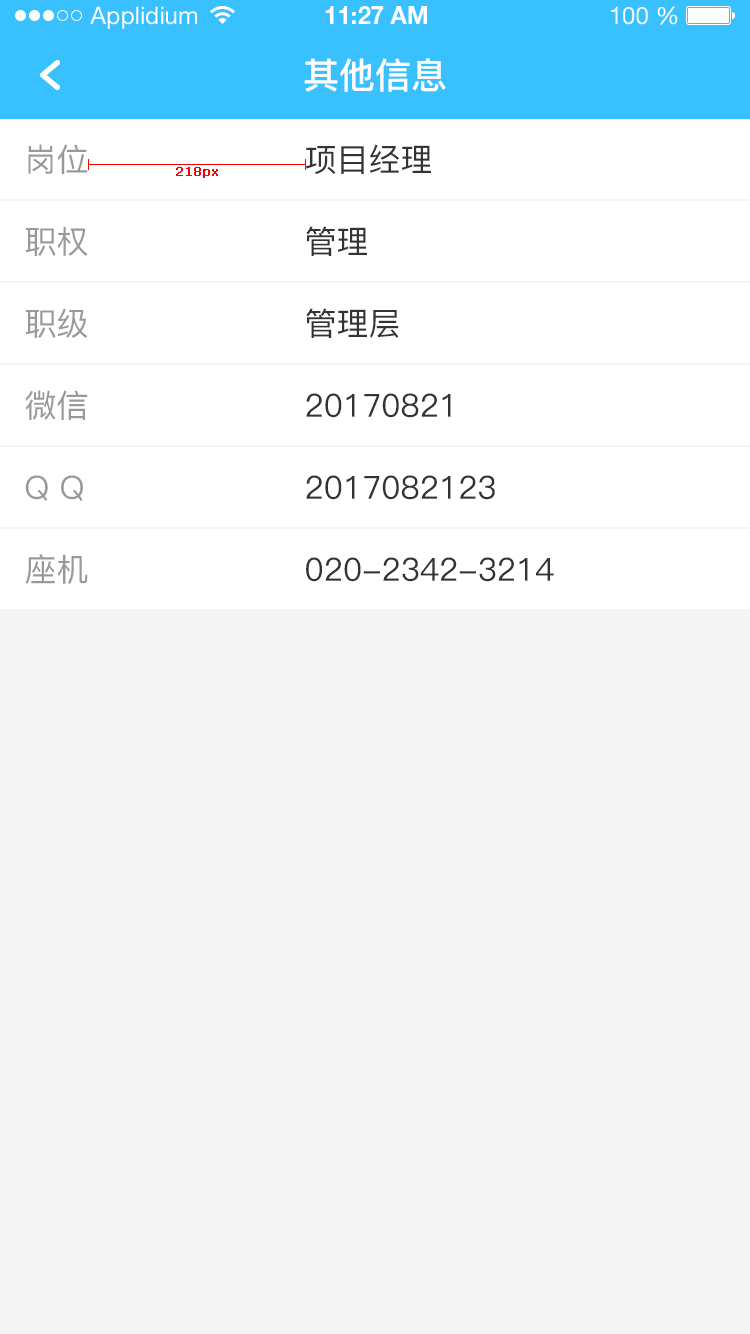 Applidium 11:27 AM 100 %
其他信息
岗位 218px 项目经理
职权 管理
职级 管理层
微信 20170821
Q Q 2017082123
座机 020-2342-3214